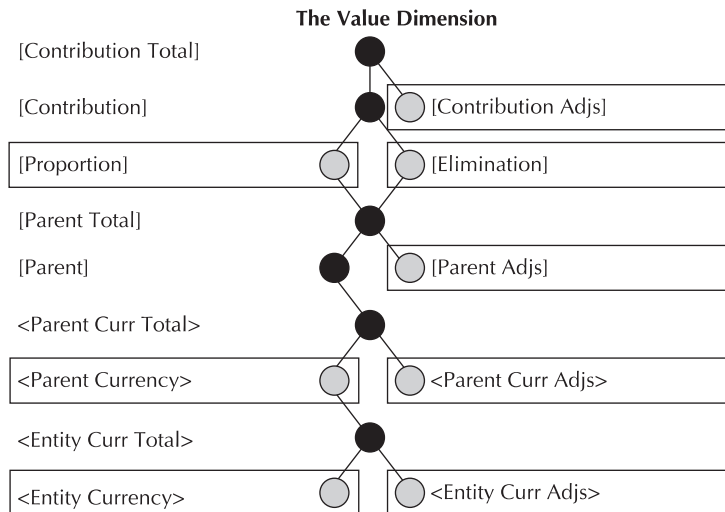 The Value Dimension
[Contribution Total]
[Contribution] [Contribution Adjs]
[Proportion] [Elimination]
[Parent Total]
[Parent] [Parent Adjs]
<Parent Curr Total>
<Parent Currency> <Parent Curr Adjs>
<Entity Curr Total>
<Entity Currency> <Entity Curr Adjs>